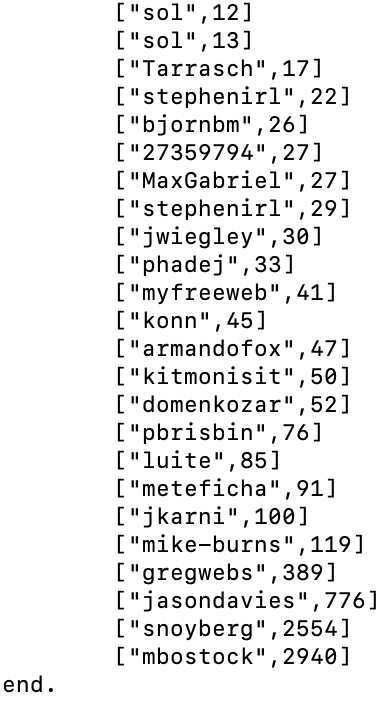 ["sol",12]
["sol",13]
["Tarrasch",17]
["stephenirl",22]
["bjornbm",26]
["27359794",27]
["MaxGabriel",27]
["stephenirl",29]
["jwiegley",30]
["phadej",33]
["myfreeweb",41]
["konn",45]
["armandofox",47]
["kitmonisit",50]
["domenkozar",52]
["pbrisbin",76]
["luite",85]
["meteficha",91]
["jkarni",100]
["mike-burns",119]
["gregwebs",389]
["jasondavies",776]
["snoyberg",2554]
["mbostock",2940]
end.